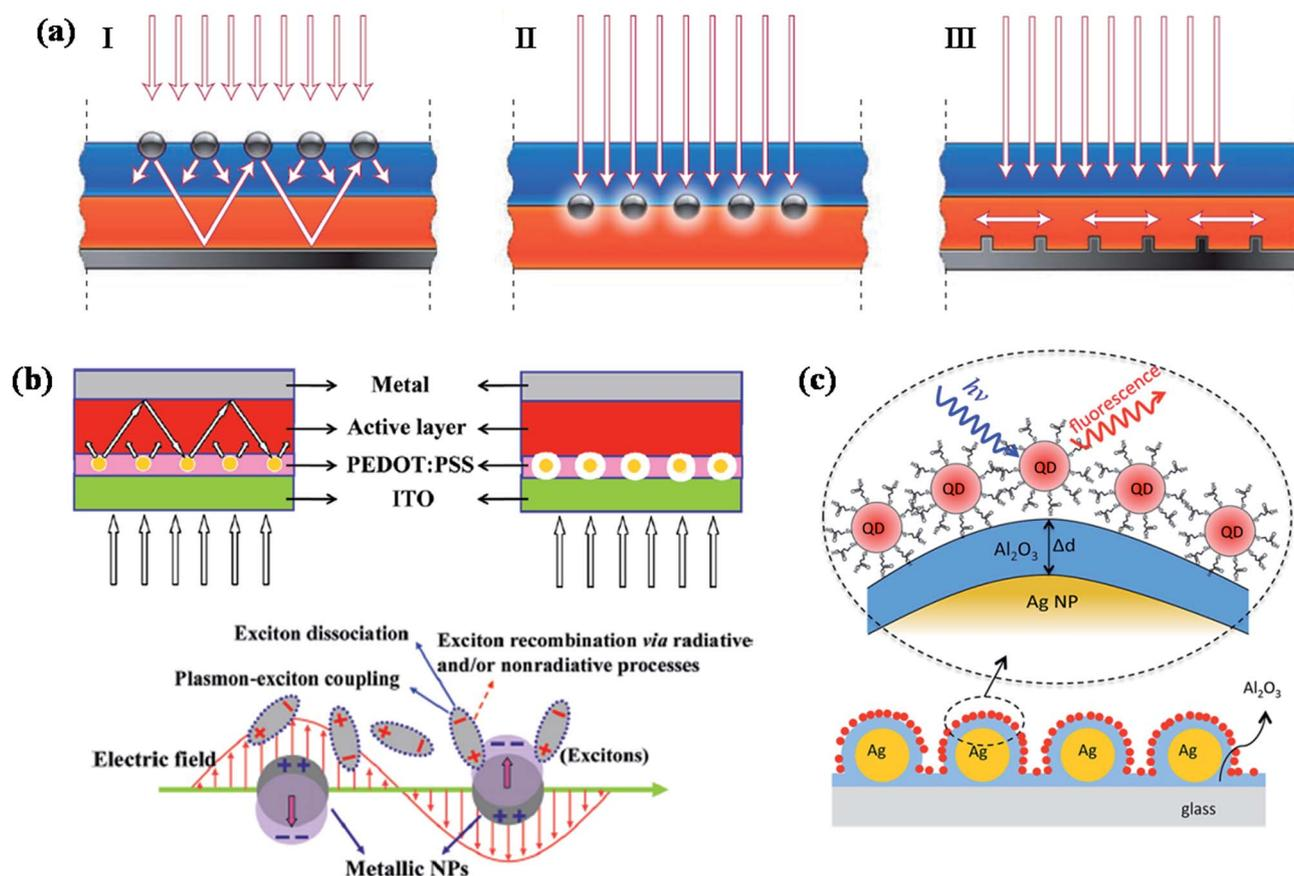 (a)
I
II
III
(b)
Metal
Active layer
PEDOT:PSS
ITO
Exciton dissociation
Exciton recombination via radiative
and/or nonradiative processes
Plasmon-exciton coupling
Electric field
(Excitons)
Metallic NPs
(c)
hν
fluorescence
QD
QD
QD
QD
QD
Al₂O₃
Δd
Ag NP
Al₂O₃
Ag
Ag
Ag
Ag
glass